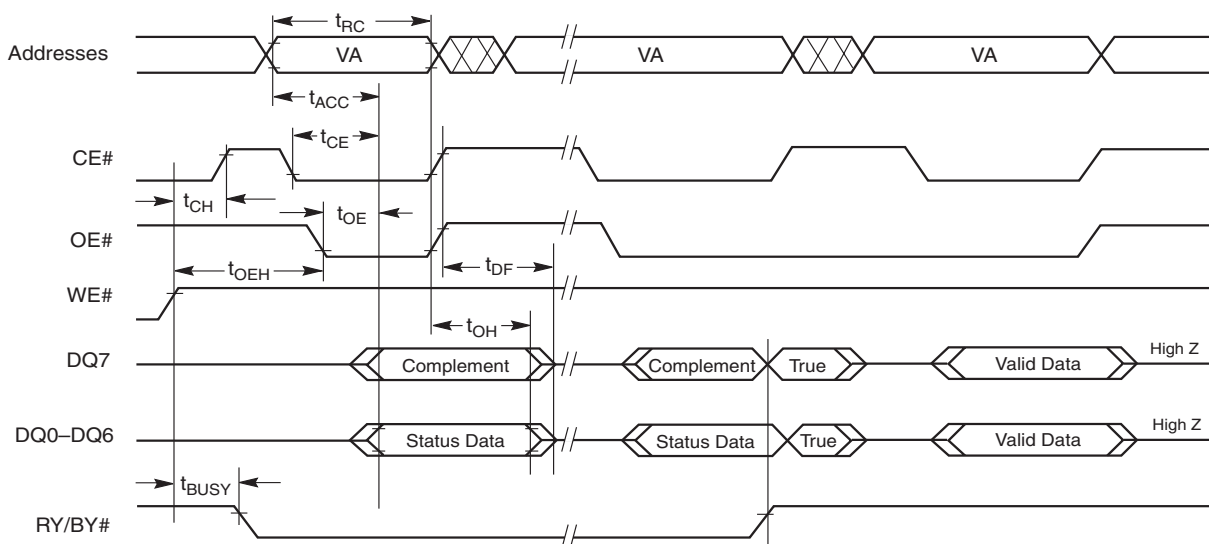 tRC
Addresses VA VA VA
tACC
tCE
CE#
tCH
tOE
OE#
tOEH tDF
WE#
tOH
DQ7 Complement Complement True Valid Data High Z
DQ0–DQ6 Status Data Status Data True Valid Data High Z
tBUSY
RY/BY#